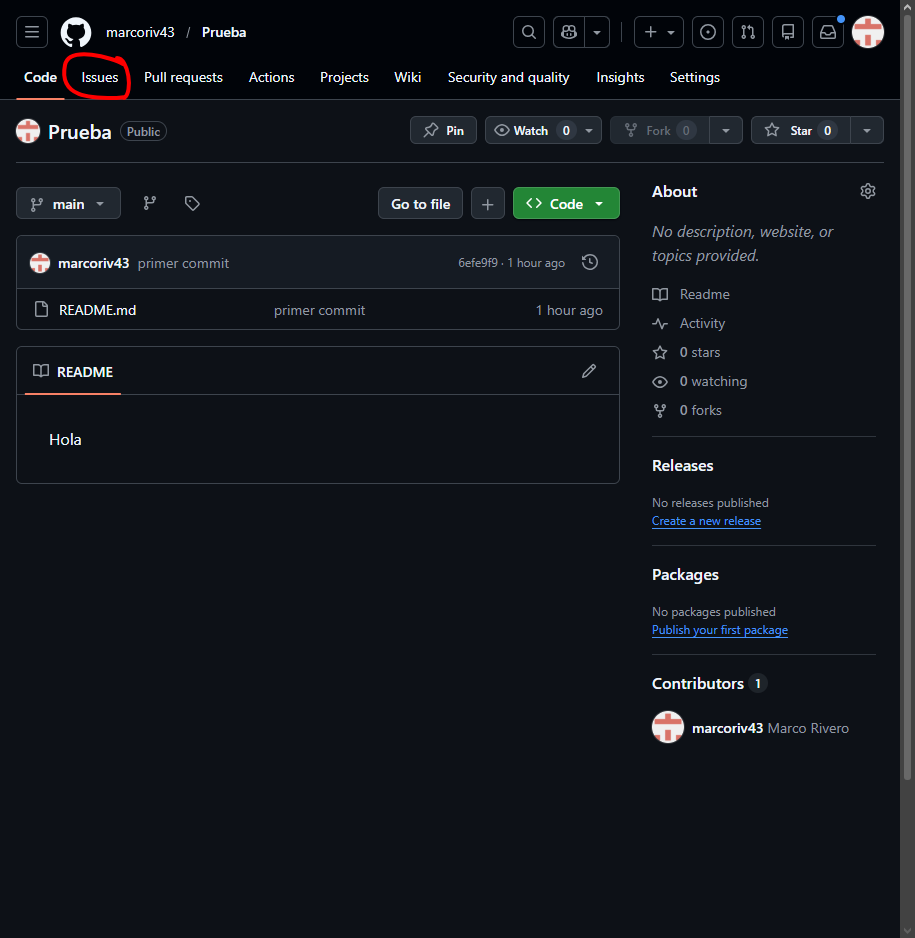 marcoriv43 / Prueba
Code Issues Pull requests Actions Projects Wiki Security and quality Insights Settings
Prueba Public Pin Watch 0 Fork 0 Star 0
main Go to file Code
marcoriv43 primer commit 6efe9f9 · 1 hour ago
README.md primer commit 1 hour ago
README
Hola
About
No description, website, or
topics provided.
Readme
Activity
0 stars
0 watching
0 forks
Releases
No releases published
Create a new release
Packages
No packages published
Publish your first package
Contributors 1
marcoriv43 Marco Rivero